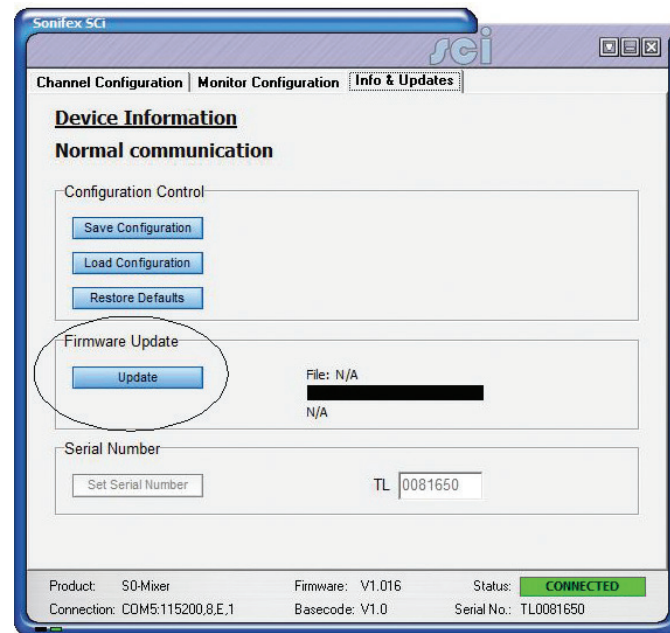 Sonifex SCi
sci
Channel Configuration Monitor Configuration Info & Updates
Device Information
Normal communication
Configuration Control
Save Configuration
Load Configuration
Restore Defaults
Firmware Update
Update File: N/A
N/A
Serial Number
Set Serial Number TL 0081650
Product: S0-Mixer Firmware: V1.016 Status: CONNECTED
Connection: COM5:115200,8,E,1 Basecode: V1.0 Serial No.: TL0081650